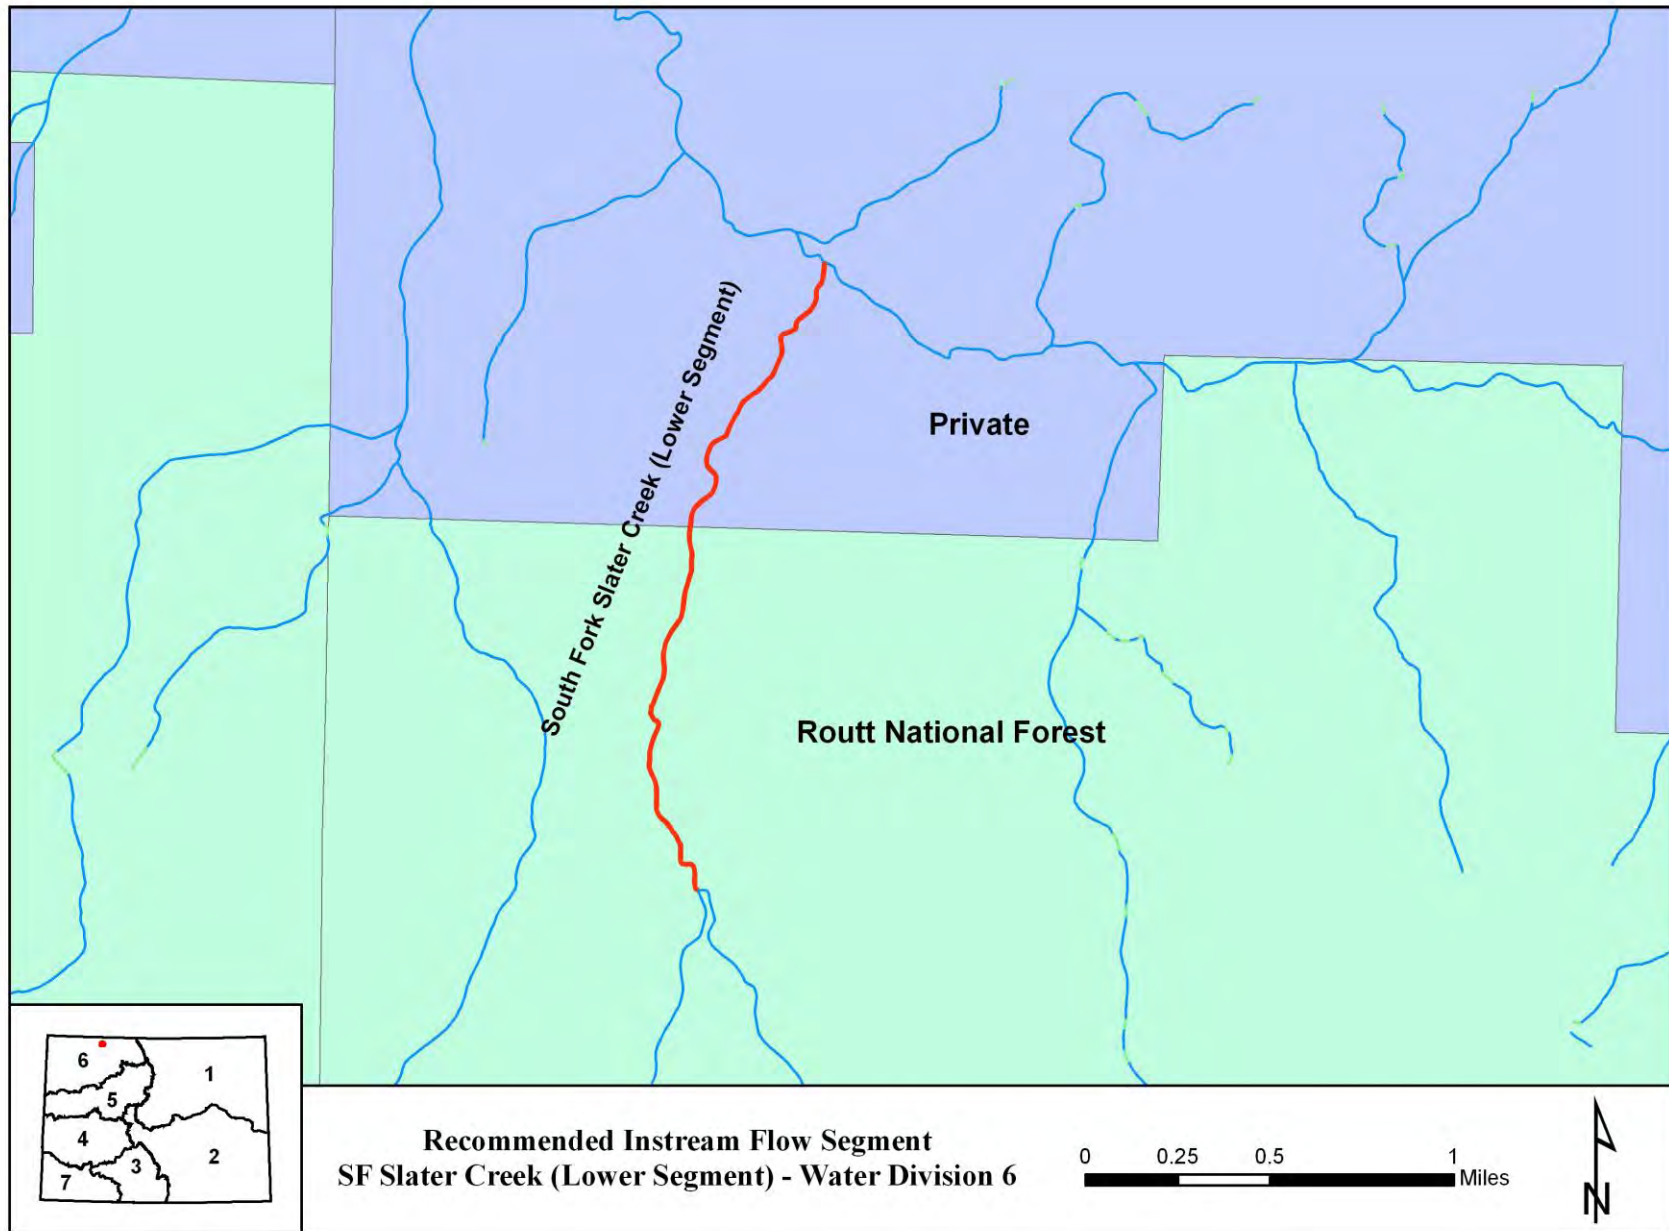 South Fork Slater Creek (Lower Segment)
Private
Routt National Forest
6
1
5
4
2
3
7
Recommended Instream Flow Segment
SF Slater Creek (Lower Segment) - Water Division 6
0 0.25 0.5 1
Miles
N